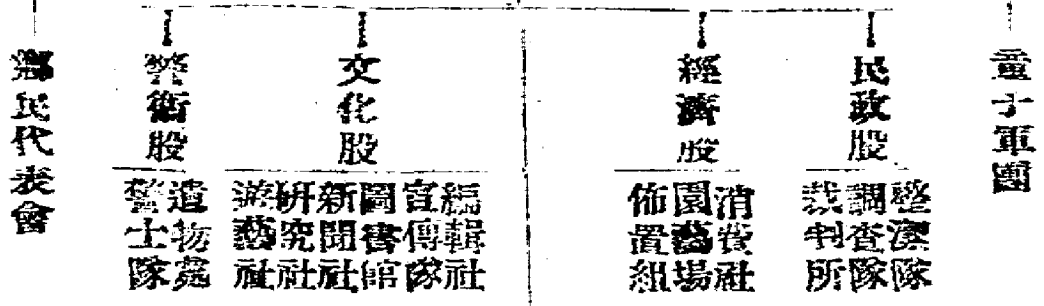 童子軍團
民政股
整潔隊
調查隊
裁判所
經濟股
消費社
園藝場
佈置組
文化股
編輯社
宣傳隊
圖書館
新聞社
研究社
游藝社
警衛股
遺物處
警士隊
鄉民代表會